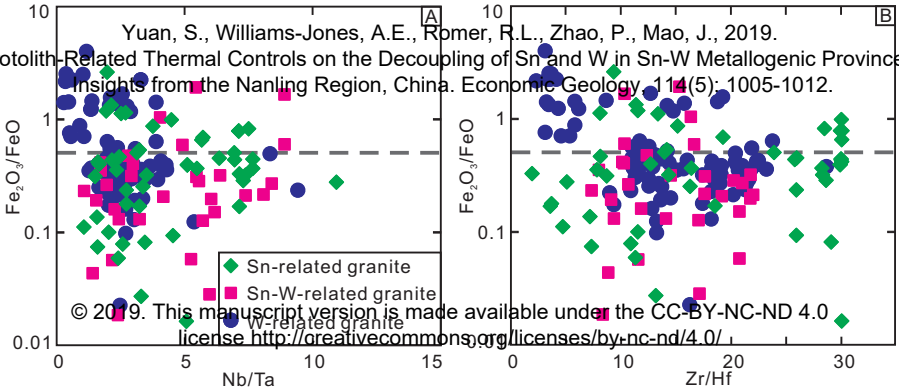 Yuan, S., Williams-Jones, A.E., Romer, R.L., Zhao, P., Mao, J., 2019.
otolith-Related Thermal Controls on the Decoupling of Sn and W in Sn-W Metallogenic Province
Insights from the Nanling Region, China. Economic Geology, 114(5): 1005-1012.
A
10
1
0.1
0.01
Fe₂O₃/FeO
0
5
10
15
Nb/Ta
Sn-related granite
Sn-W-related granite
W-related granite
B
10
1
0.1
0.01
Fe₂O₃/FeO
0
10
20
30
Zr/Hf
© 2019. This manuscript version is made available under the CC-BY-NC-ND 4.0
license http://creativecommons.org/licenses/by-nc-nd/4.0/